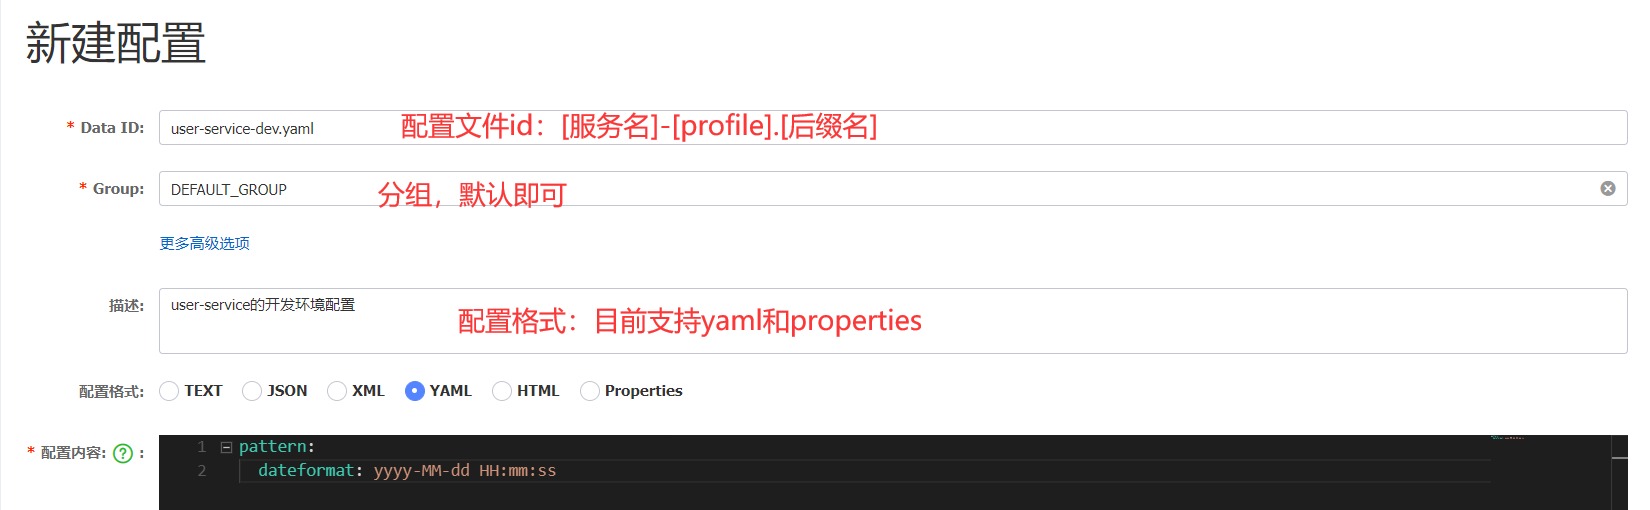 新建配置
* Data ID: user-service-dev.yaml 配置文件id：[服务名]-[profile].[后缀名]
* Group: DEFAULT_GROUP 分组，默认即可
更多高级选项
描述: user-service的开发环境配置
配置格式：目前支持yaml和properties
配置格式: TEXT JSON XML YAML HTML Properties
* 配置内容: ? : 1 pattern:
2 dateformat: yyyy-MM-dd HH:mm:ss